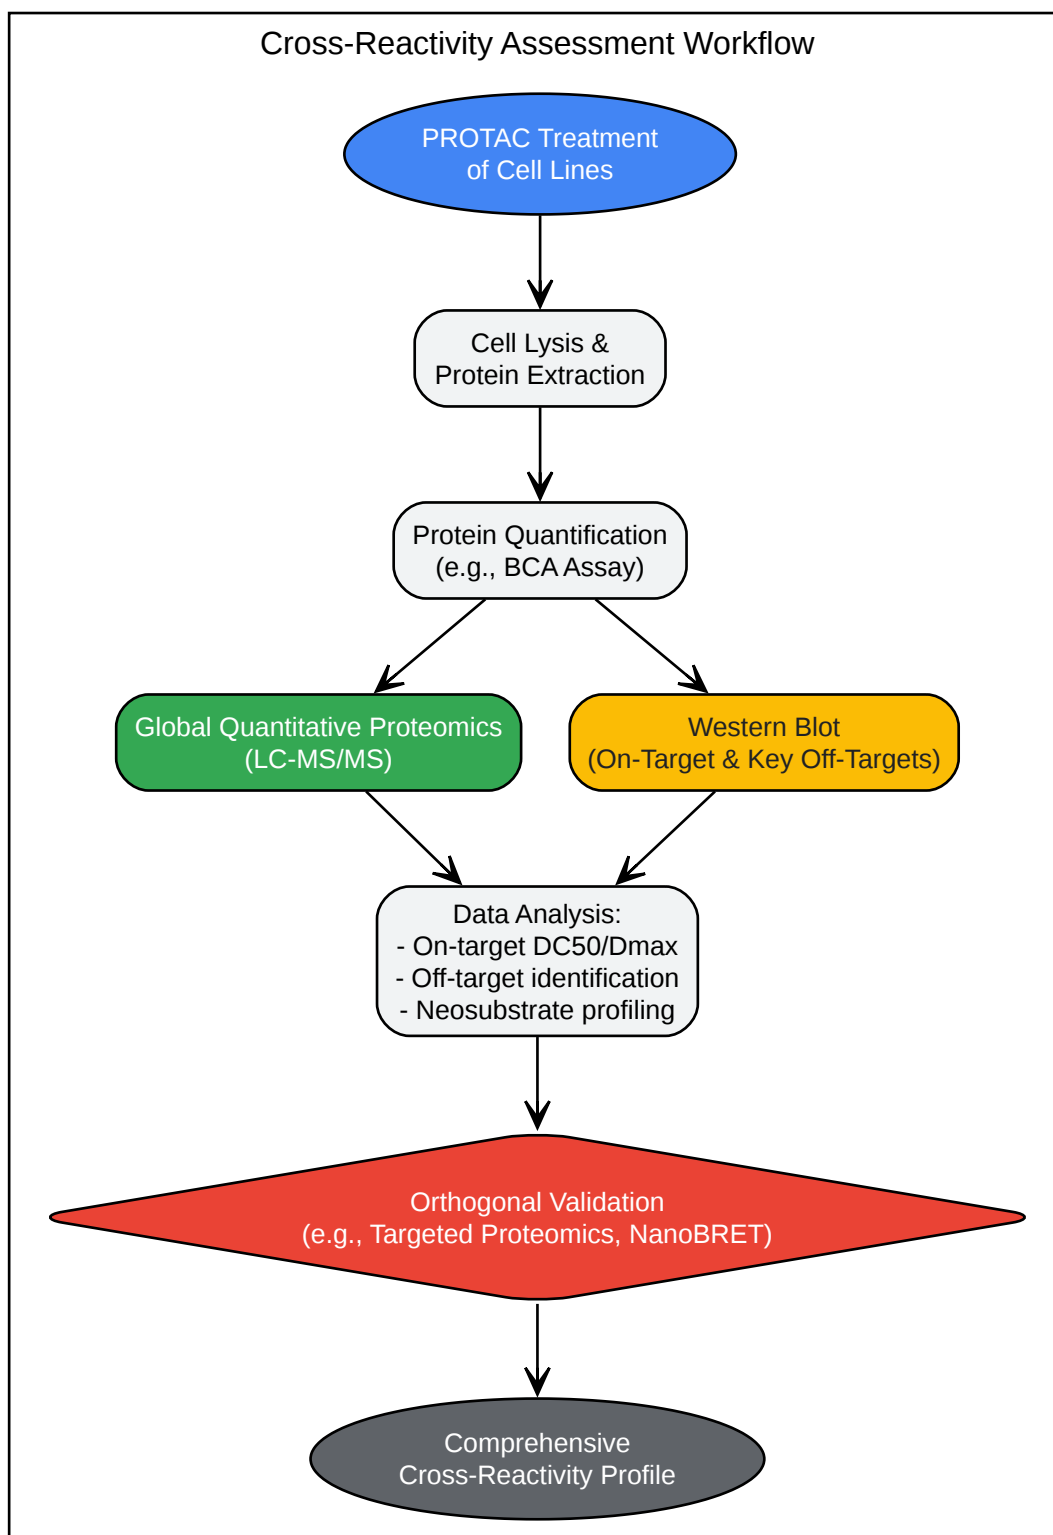 Cross-Reactivity Assessment Workflow
PROTAC Treatment
of Cell Lines
Cell Lysis &
Protein Extraction
Protein Quantification
(e.g., BCA Assay)
Global Quantitative Proteomics
(LC-MS/MS)
Western Blot
(On-Target & Key Off-Targets)
Data Analysis:
- On-target DC50/Dmax
- Off-target identification
- Neosubstrate profiling
Orthogonal Validation
(e.g., Targeted Proteomics, NanoBRET)
Comprehensive
Cross-Reactivity Profile